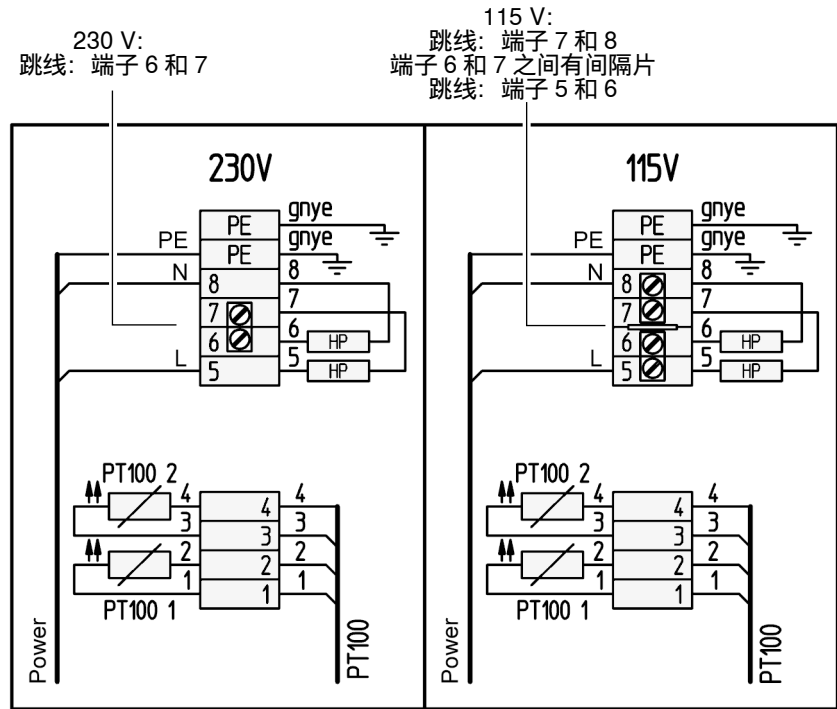 230 V:
跳线: 端子 6 和 7
115 V:
跳线: 端子 7 和 8
端子 6 和 7 之间有间隔片
跳线: 端子 5 和 6
230V
PE gnye
PE PE gnye
N 8 8
7 7
6 6 HP
L 5 5 HP
PT100 2
4 4 4
3 3 3
2 2 2
1 1 1
PT100 1
Power
PT100
115V
PE gnye
PE PE gnye
N 8 8
7 7
6 6 HP
L 5 5 HP
PT100 2
4 4 4
3 3 3
2 2 2
1 1 1
PT100 1
Power
PT100